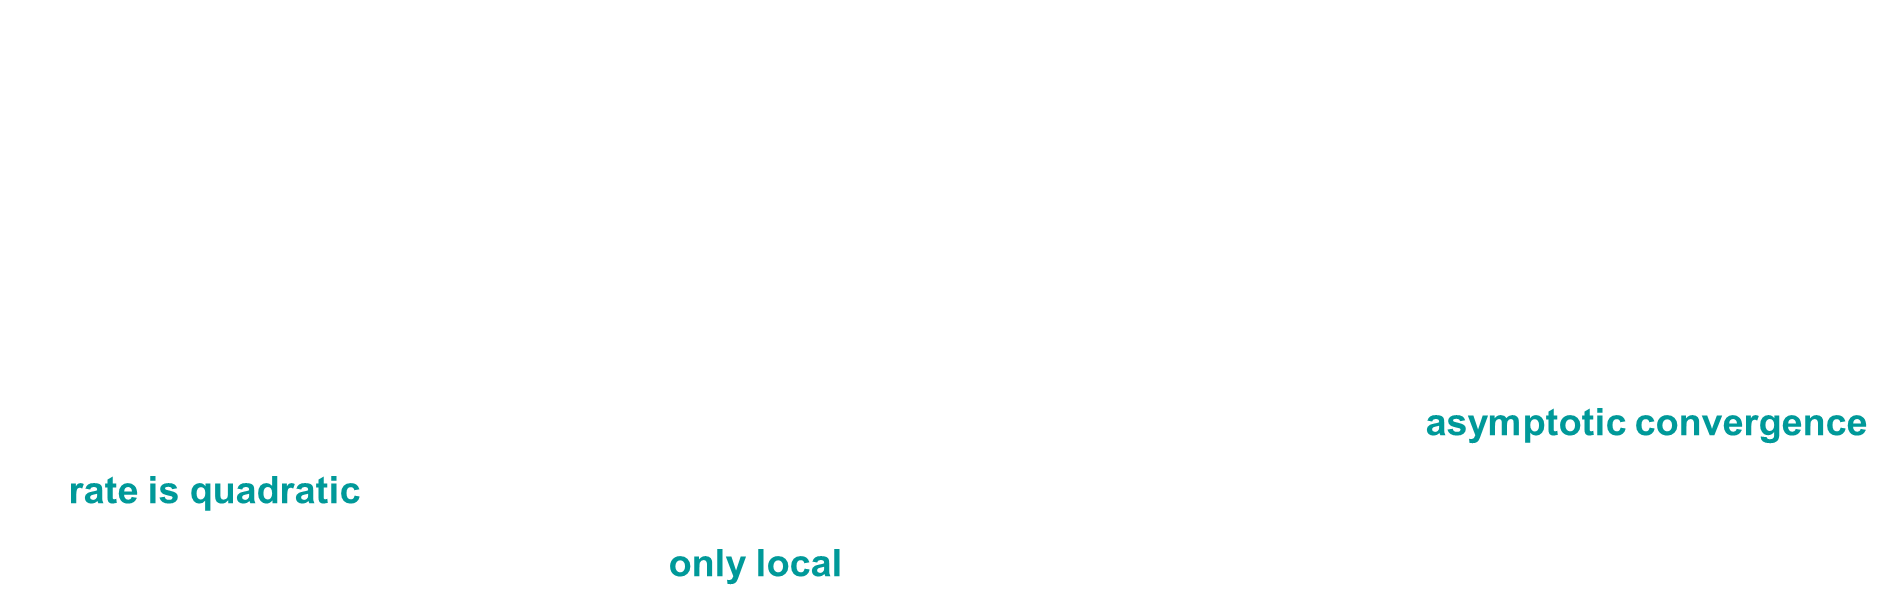 asymptotic convergence
rate is quadratic
only local